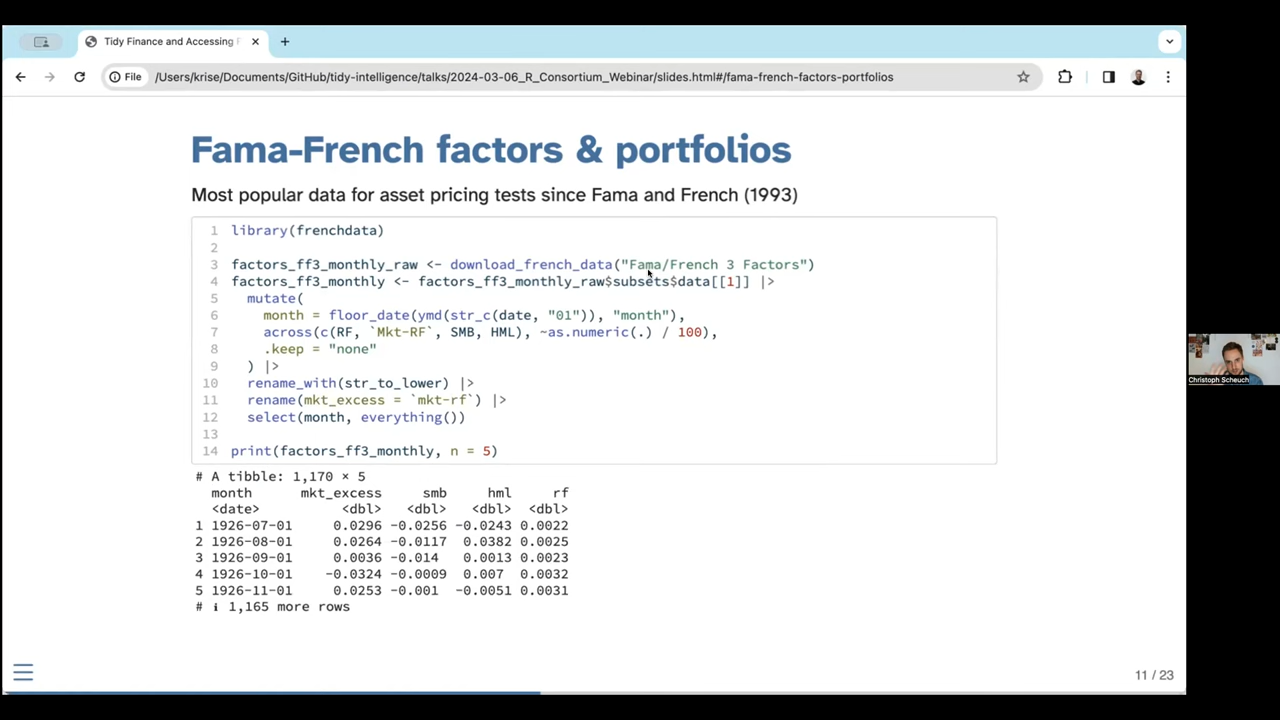 Tidy Finance and Accessing
File
/Users/krise/Documents/GitHub/tidy-intelligence/talks/2024-03-06_R_Consortium_Webinar/slides.html#/fama-french-factors-portfolios
Fama-French factors & portfolios
Most popular data for asset pricing tests since Fama and French (1993)
1 library(frenchdata)
2
3 factors_ff3_monthly_raw <- download_french_data("Fama/French 3 Factors")
4 factors_ff3_monthly <- factors_ff3_monthly_raw$subsets$data[[1]] |>
5   mutate(
6     month = floor_date(ymd(str_c(date, "01")), "month"),
7     across(c(RF, `Mkt-RF`, SMB, HML), ~as.numeric(.) / 100),
8     .keep = "none"
9   ) |>
10   rename_with(str_to_lower) |>
11   rename(mkt_excess = `mkt-rf`) |>
12   select(month, everything())
13
14 print(factors_ff3_monthly, n = 5)
# A tibble: 1,170 × 5
month mkt_excess smb hml rf
<date> <dbl> <dbl> <dbl> <dbl>
1 1926-07-01 0.0296 -0.0256 -0.0243 0.0022
2 1926-08-01 0.0264 -0.0117 0.0382 0.0025
3 1926-09-01 0.0036 -0.014 0.0013 0.0023
4 1926-10-01 -0.0324 -0.0009 0.007 0.0032
5 1926-11-01 0.0253 -0.001 -0.0051 0.0031
# ℹ 1,165 more rows
Christoph Scheuch
11 / 23